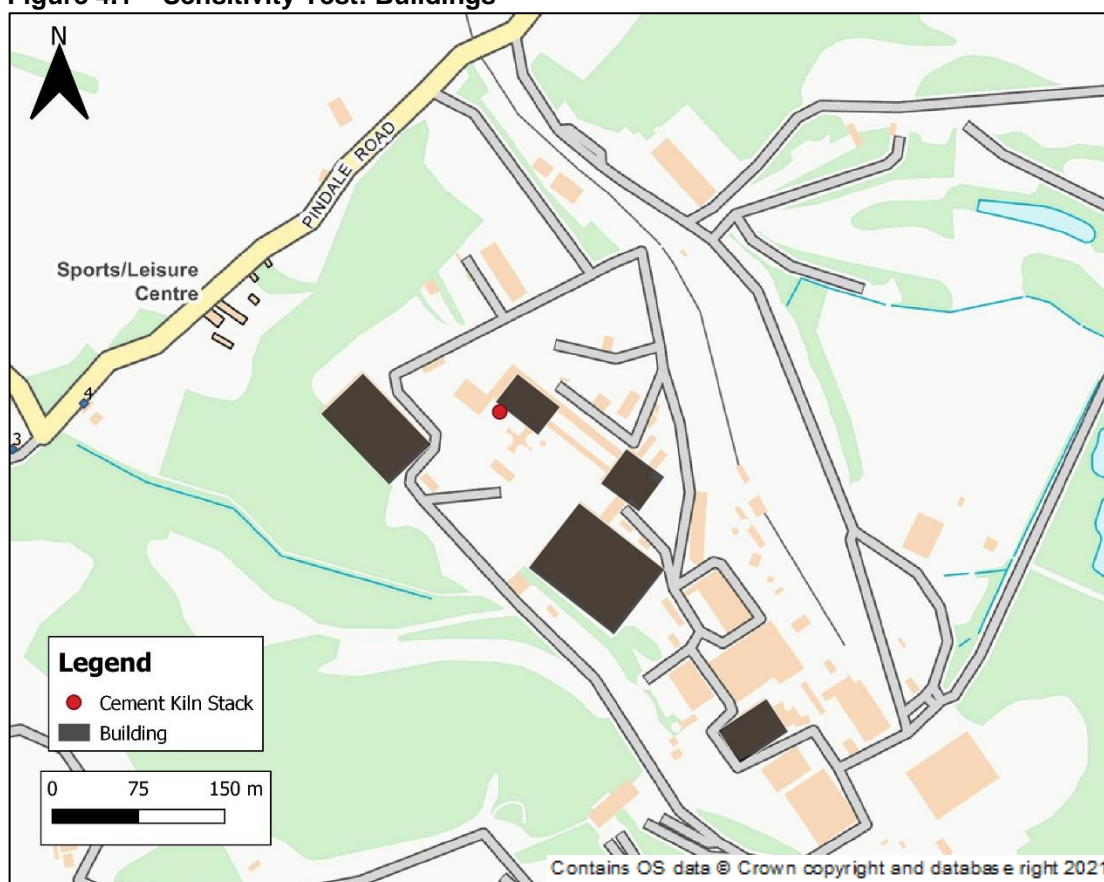 Figure 4.1 Sensitivity Test: Buildings
N
PINDALE ROAD
Sports/Leisure
Centre
4
3
Legend
Cement Kiln Stack
Building
0 75 150 m
Contains OS data © Crown copyright and database right 2021